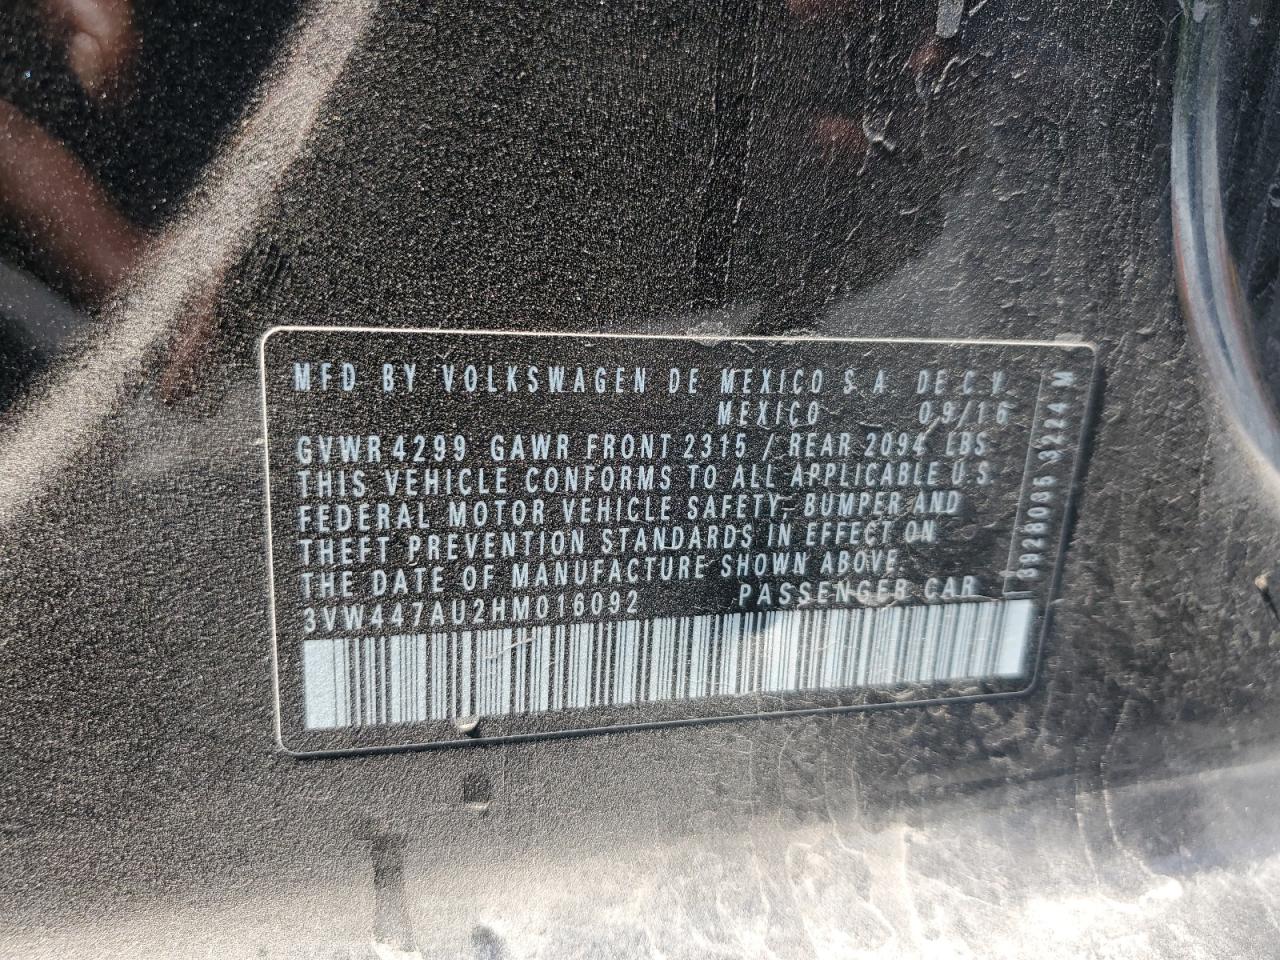 MFD BY VOLKSWAGEN DE MEXICO S.A. DE C.V.
MEXICO 09/16
GVWR 4299 GAWR FRONT 2315 / REAR 2094 LBS
THIS VEHICLE CONFORMS TO ALL APPLICABLE U.S.
FEDERAL MOTOR VEHICLE SAFETY, BUMPER AND
THEFT PREVENTION STANDARDS IN EFFECT ON
THE DATE OF MANUFACTURE SHOWN ABOVE.
3VW447AU2HM016092 PASSENGER CAR
3224 M